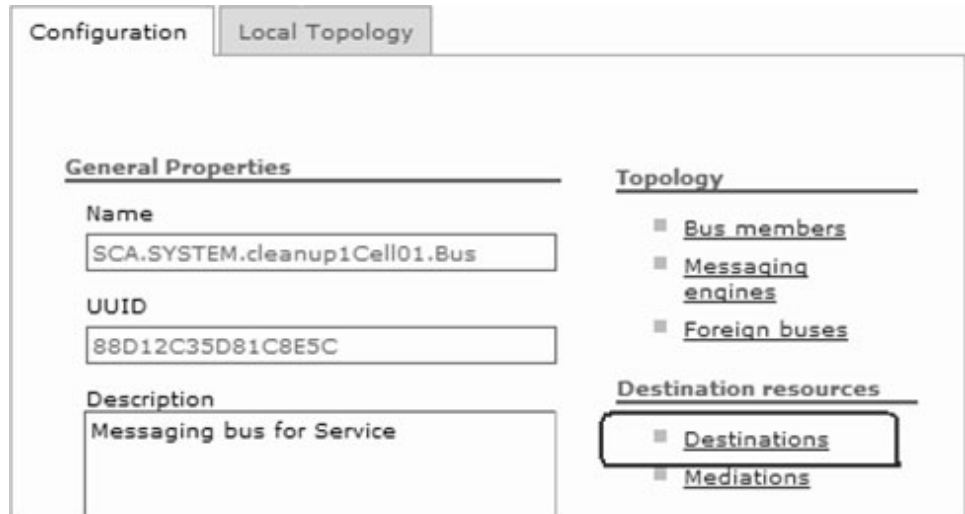 Configuration
Local Topology
General Properties
Name
SCA.SYSTEM.cleanup1Cell01.Bus
UUID
88D12C35D81C8E5C
Description
Messaging bus for Service
Topology
Bus members
Messaging
engines
Foreign buses
Destination resources
Destinations
Mediations